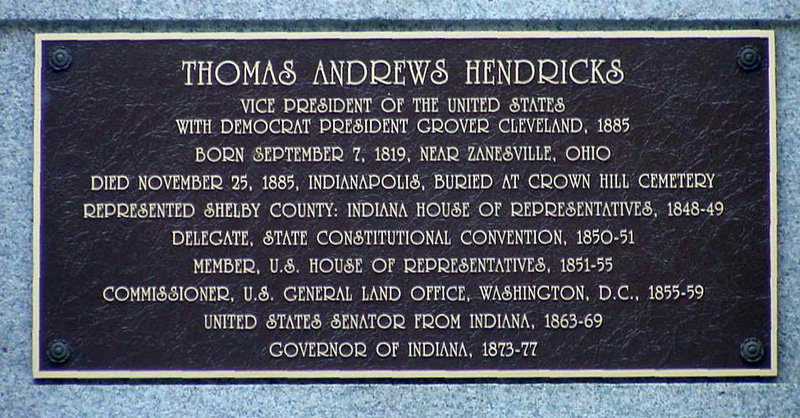 THOMAS ANDREWS HENDRICKS
VICE PRESIDENT OF THE UNITED STATES
WITH DEMOCRAT PRESIDENT GROVER CLEVELAND, 1885
BORN SEPTEMBER 7, 1819, NEAR ZANESVILLE, OHIO
DIED NOVEMBER 25, 1885, INDIANAPOLIS, BURIED AT CROWN HILL CEMETERY
REPRESENTED SHELBY COUNTY: INDIANA HOUSE OF REPRESENTATIVES, 1848-49
DELEGATE, STATE CONSTITUTIONAL CONVENTION, 1850-51
MEMBER, U.S. HOUSE OF REPRESENTATIVES, 1851-55
COMMISSIONER, U.S. GENERAL LAND OFFICE, WASHINGTON, D.C., 1855-59
UNITED STATES SENATOR FROM INDIANA, 1863-69
GOVERNOR OF INDIANA, 1873-77